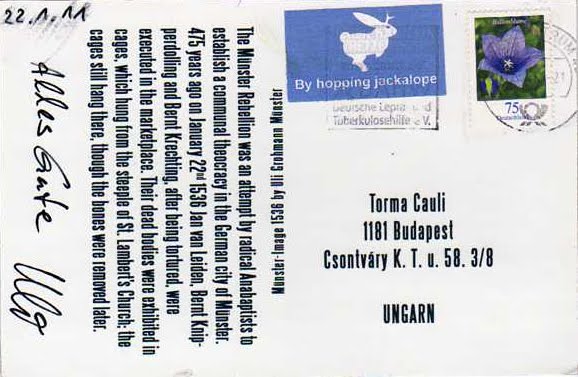 22.1.11
Alles Gute
Münster-Image 1536 by Uli Grohmann Münster
The Münster Rebellion was an attempt by radical Anabaptists to
establish a communal theocracy in the German city of Münster.
475 years ago on January 22nd 1536 Jan van Leiden, Bernt Knip-
perdolling and Bernt Krechting, after being tortured, were
executed in the marketplace. Their dead bodies were exhibited in
cages, which hung from the steeple of St. Lambert's Church; the
cages still hang there, though the bones were removed later.
By hopping jackalope
Deutsche Lepra- und
Tuberkulosehilfe e.V.
Ballonblume
75
Deutschland
Torma Cauli
1181 Budapest
Csontváry K. T. u. 58. 3/8
UNGARN